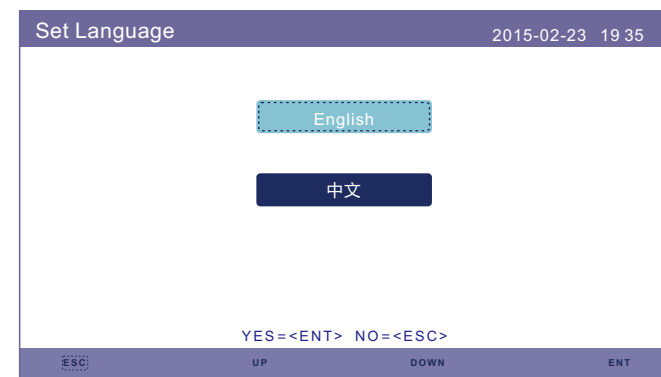 Set Language 2015-02-23 19 35
English
中文
YES=<ENT> NO=<ESC>
ESC UP DOWN ENT